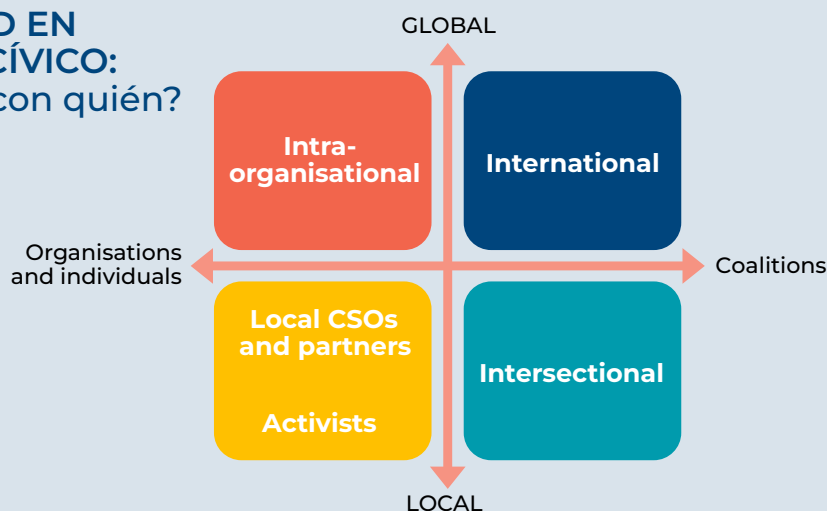 D EN
CÍVICO:
con quién?
GLOBAL
Intra-
organisational
International
Organisations
and individuals
Coalitions
Local CSOs
and partners
Activists
Intersectional
LOCAL